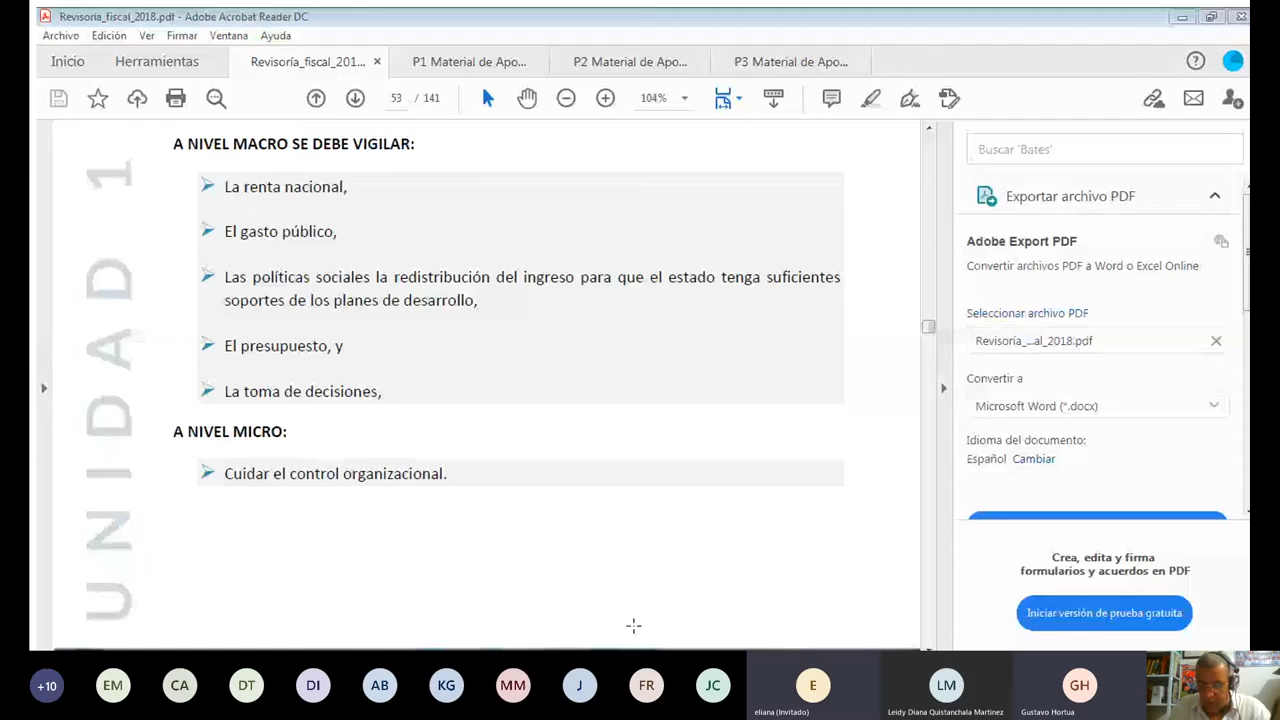 Revisoría_fiscal_2018.pdf - Adobe Acrobat Reader DC
Archivo Edición Ver Firmar Ventana Ayuda
Inicio Herramientas Revisoría_fiscal_201... × P1 Material de Apo... P2 Material de Apo... P3 Material de Apo...
53 / 141 104%
UNIDAD 1
A NIVEL MACRO SE DEBE VIGILAR:
La renta nacional,
El gasto público,
Las políticas sociales la redistribución del ingreso para que el estado tenga suficientes
soportes de los planes de desarrollo,
El presupuesto, y
La toma de decisiones,
A NIVEL MICRO:
Cuidar el control organizacional.
Buscar 'Bates'
Exportar archivo PDF
Adobe Export PDF
Convertir archivos PDF a Word o Excel Online
Seleccionar archivo PDF
Revisoría_...al_2018.pdf
Convertir a
Microsoft Word (*.docx)
Idioma del documento:
Español Cambiar
Crea, edita y firma
formularios y acuerdos en PDF
Iniciar versión de prueba gratuita
+10 EM CA DT DI AB KG MM J FR JC E LM GH
eliana (Invitado) Leidy Diana Quistanchala Martinez Gustavo Hortua